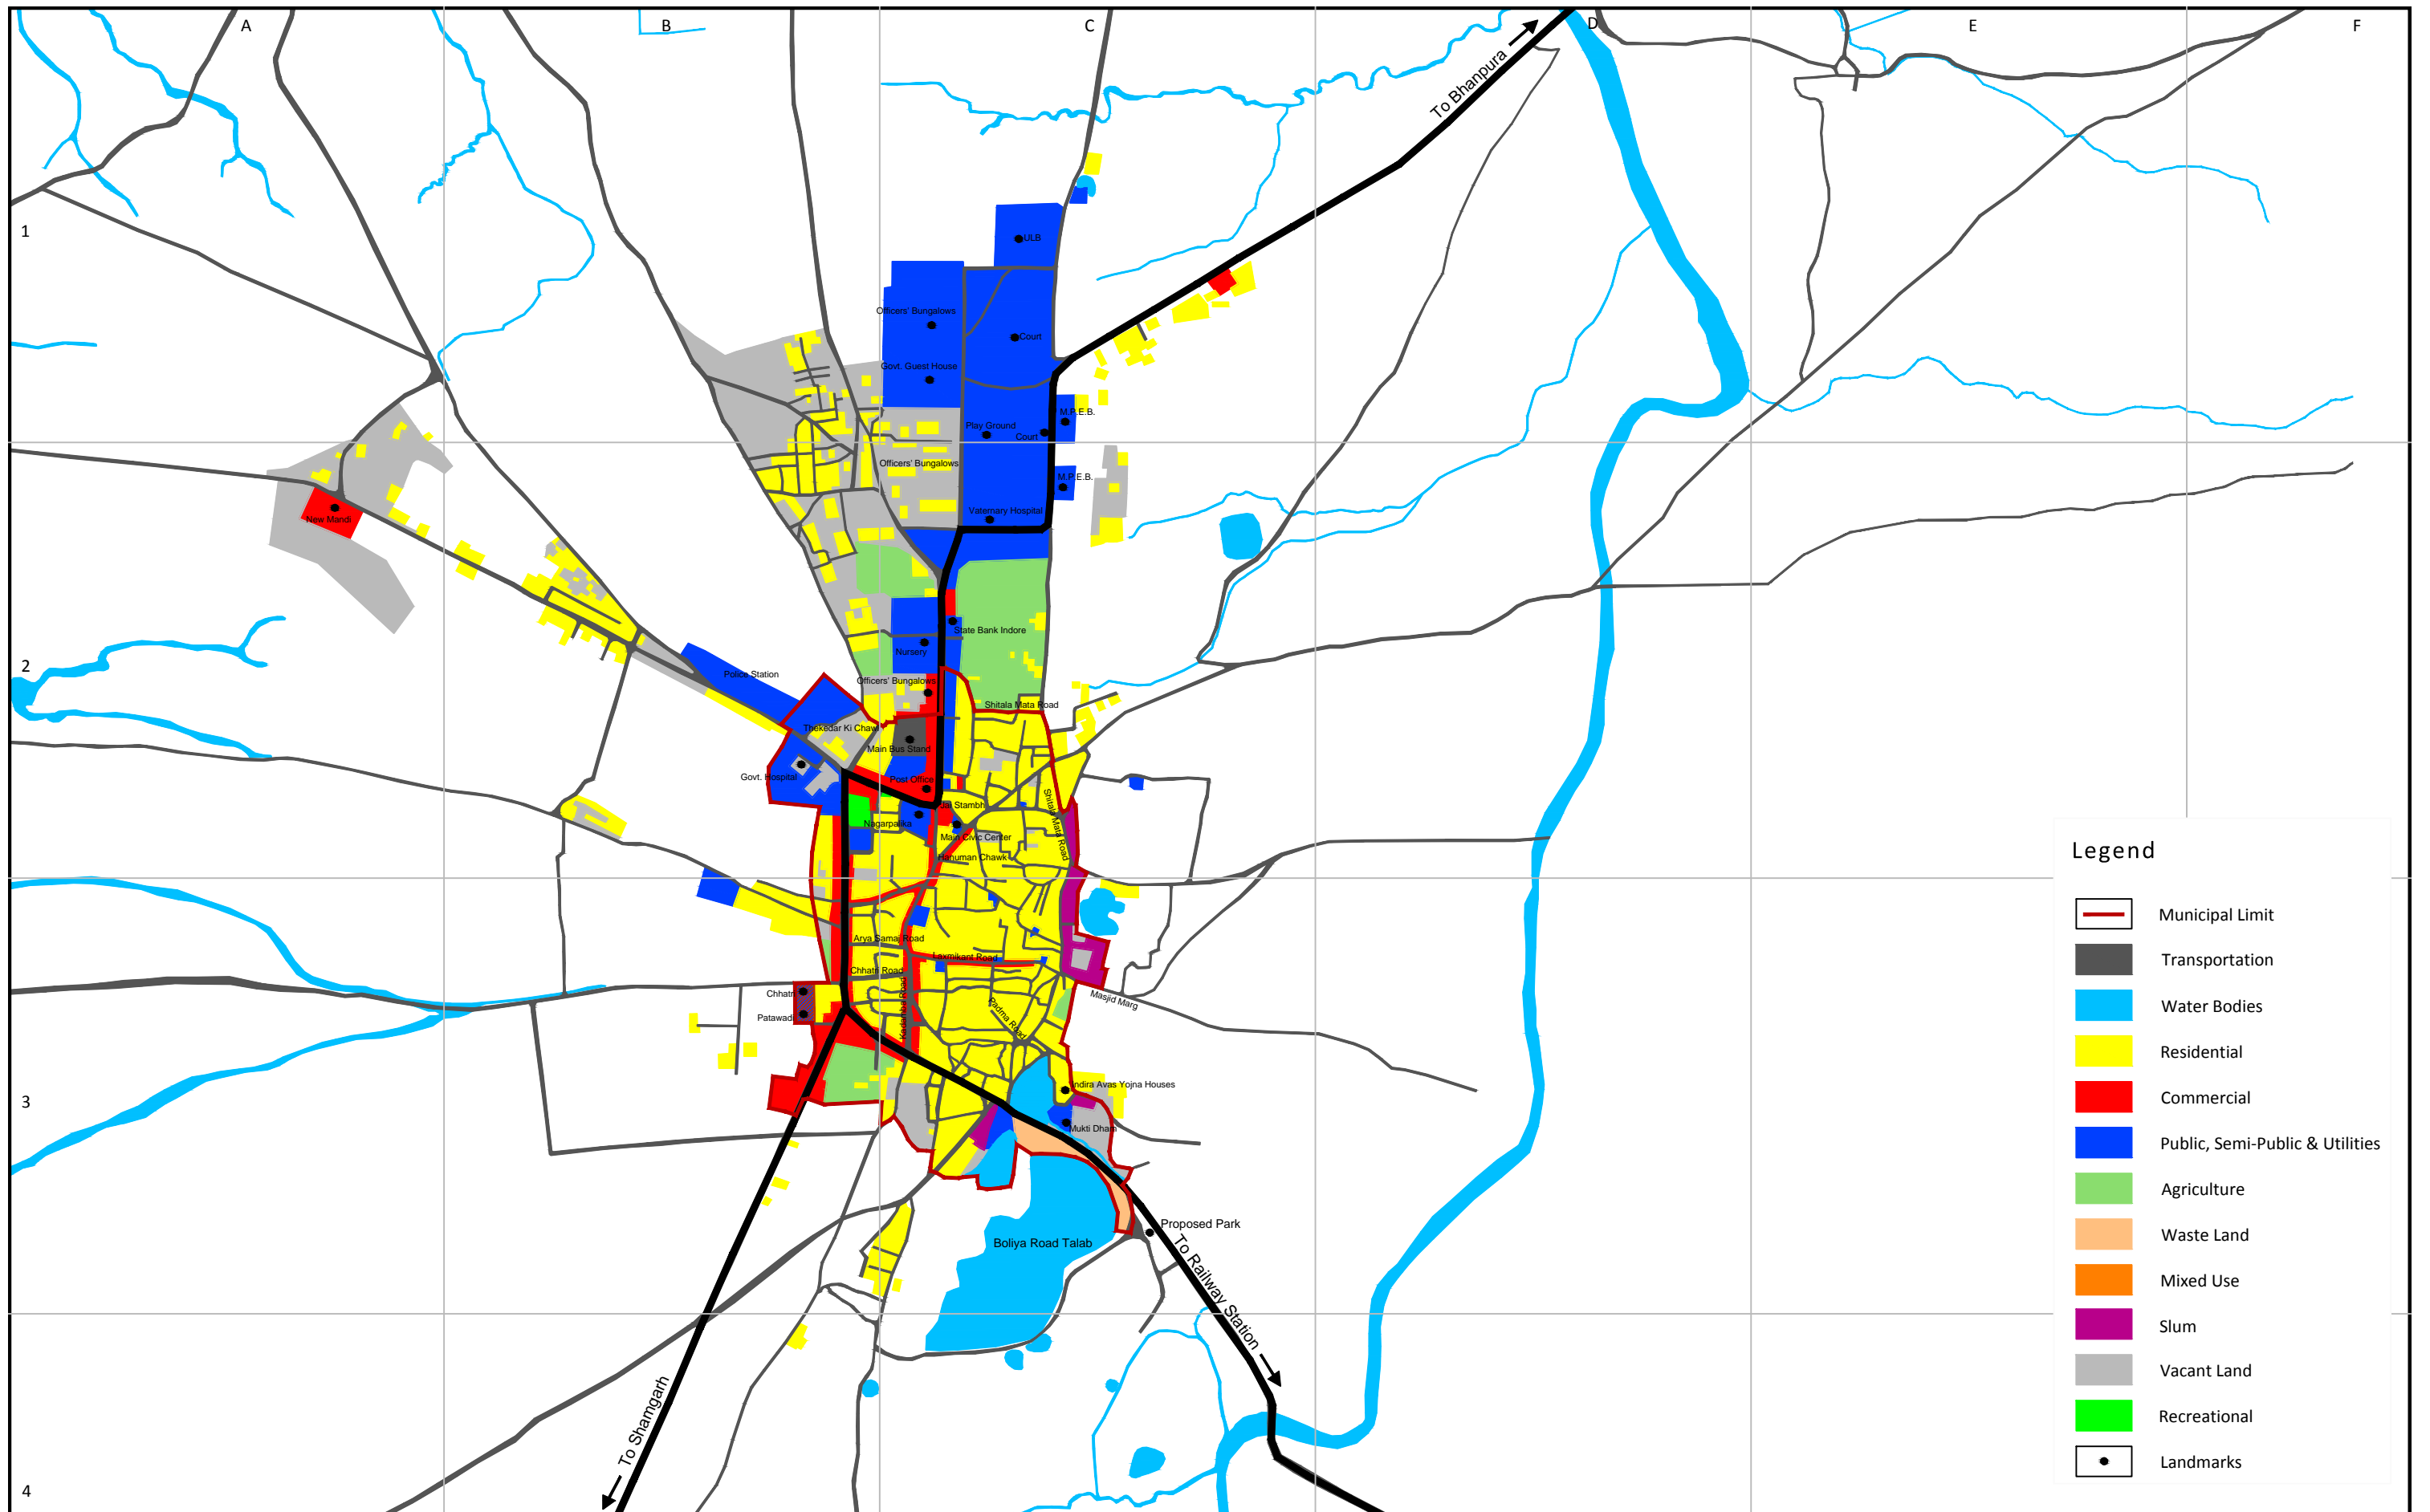 A
B
C
D
E
F
To Bhanpura
1
ULB
Officers' Bungalows
Court
Govt. Guest House
M.P.E.B.
Play Ground
Court
Officers' Bungalows
M.P.E.B.
Vaternary Hospital
New Mandi
State Bank Indore
Nursery
2
Police Station
Officers' Bungalows
Shitala Mata Road
Thekedar Ki Chawl
Main Bus Stand
Govt. Hospital
Post Office
Shitala Mata Road
Jai Stambh
Nagarpalika
Main Civic Center
Hanuman Chawk
Arya Samaj Road
Laxmikant Road
Chhatri Road
Chhatri
Patawadi
Padma Road
Masjid Marg
Indira Avas Yojna Houses
3
Mukti Dham
Proposed Park
Boliya Road Talab
To Railway Station
To Shamgarh
4
Legend
Municipal Limit
Transportation
Water Bodies
Residential
Commercial
Public, Semi-Public & Utilities
Agriculture
Waste Land
Mixed Use
Slum
Vacant Land
Recreational
Landmarks